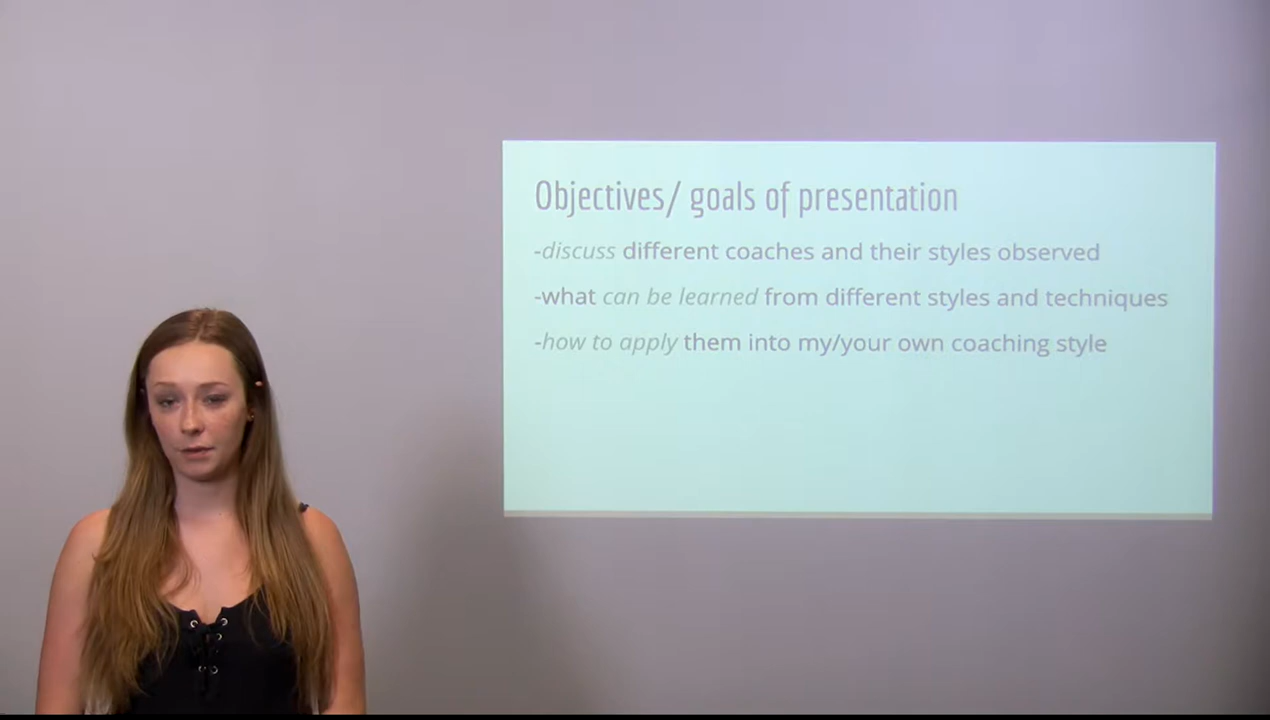 Objectives/ goals of presentation
-discuss different coaches and their styles observed
-what can be learned from different styles and techniques
-how to apply them into my/your own coaching style